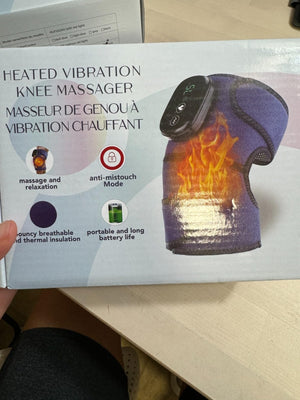 HEATED VIBRATION
KNEE MASSAGER
MASSEUR DE GENOU À
VIBRATION CHAUFFANT
massage and
relaxation
anti-mistouch
Mode
bouncy breathable
and thermal insulation
portable and long
battery life